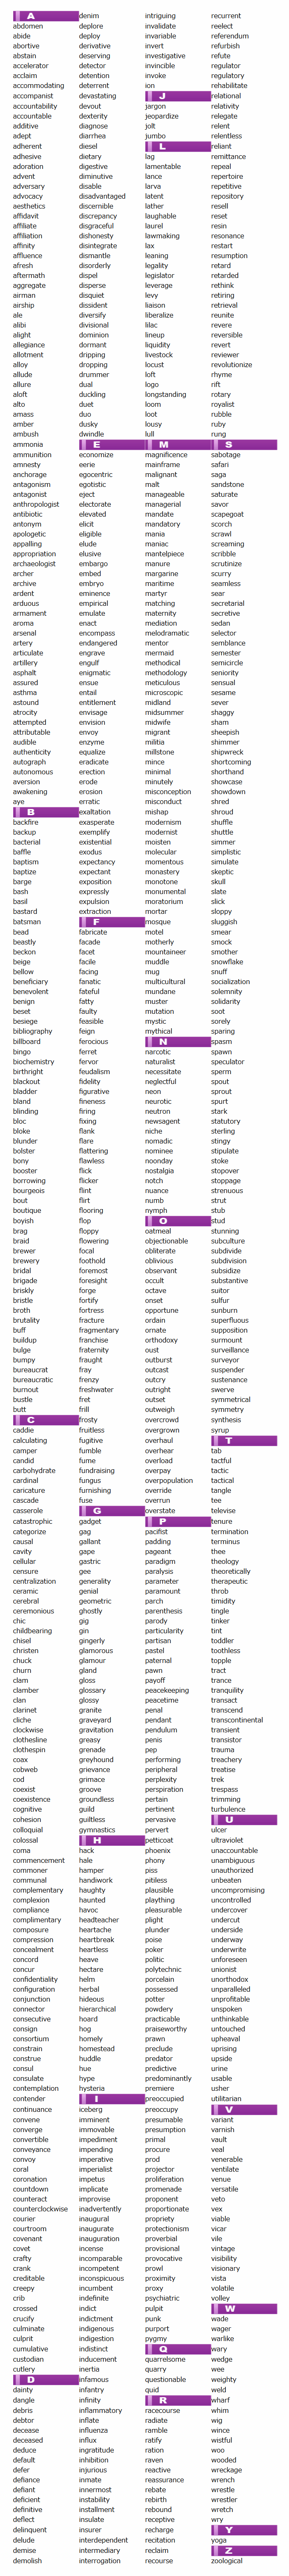 A
abdomen
abide
abortive
abstain
accelerator
acclaim
accommodating
accompanist
accountability
accountable
additive
adept
adherent
adhesive
adoration
advent
adversary
advocacy
aesthetics
affidavit
affiliate
affiliation
affinity
affluence
afresh
aftermath
aggregate
airman
airship
ale
alibi
alight
allegiance
allotment
alloy
allude
allure
aloft
alto
amass
amber
ambush
ammonia
ammunition
amnesty
anchorage
antagonism
antagonist
anthropologist
antibiotic
antonym
apologetic
appalling
appropriation
archaeologist
archer
archive
ardent
arduous
armament
aroma
arsenal
artery
articulate
artillery
asphalt
assured
asthma
astound
atrocity
attempted
attributable
audible
authenticity
autograph
autonomous
aversion
awakening
aye
B
backfire
backup
bacterial
baffle
baptism
baptize
barge
bash
basil
bastard
batsman
bead
beastly
beckon
beige
bellow
beneficiary
benevolent
benign
beset
besiege
bibliography
billboard
bingo
biochemistry
birthright
blackout
bladder
bland
blinding
bloc
bloke
blunder
bolster
bony
booster
borrowing
bourgeois
bout
boutique
boyish
brag
braid
brewer
brewery
bridal
brigade
briskly
bristle
broth
brutality
buff
buildup
bulge
bumpy
bureaucrat
bureaucratic
burnout
bustle
butt
C
caddie
calculating
camper
candid
carbohydrate
cardinal
caricature
cascade
casserole
catastrophic
categorize
causal
cavity
cellular
censure
centralization
ceramic
cerebral
ceremonious
chic
childbearing
chisel
christen
chuck
churn
clam
clamber
clan
clarinet
cliche
clockwise
clothesline
clothespin
coax
cobweb
cod
coexist
coexistence
cognitive
cohesion
colloquial
colossal
coma
commencement
commoner
communal
complementary
complexion
compliance
complimentary
composure
compression
concealment
concord
concur
confidentiality
configuration
conjunction
connector
consecutive
consign
consortium
constrain
construe
consul
consulate
contemplation
contender
continuance
convene
converge
convertible
conveyance
convoy
coral
coronation
countdown
counteract
counterclockwise
courier
courtroom
covenant
covet
crafty
crank
creditable
creepy
crib
crossed
crucify
culminate
culprit
cumulative
custodian
cutlery
D
dainty
dangle
debris
debtor
decease
deceased
deduce
default
defer
defiance
defiant
deficient
definitive
deflect
delinquent
delude
demise
demolish
denim
deplore
deploy
derivative
deserving
detector
detention
deterrent
devastating
devout
dexterity
diagnose
diarrhea
diesel
dietary
digestive
diminutive
disable
disadvantaged
discernible
discrepancy
disgraceful
dishonesty
disintegrate
dismantle
disorderly
dispel
disperse
disquiet
dissident
diversify
divisional
dominion
dormant
dripping
dropping
drummer
dual
duckling
duet
duo
dusky
dwindle
E
economize
eerie
egocentric
egotistic
eject
electorate
elevated
elicit
eligible
elude
elusive
embargo
embed
embryo
eminence
empirical
emulate
enact
encompass
endangered
engrave
engulf
enigmatic
ensue
entail
entitlement
envisage
envision
envoy
enzyme
equalize
eradicate
erection
erode
erosion
erratic
exaltation
exasperate
exemplify
existential
exodus
expectancy
expectant
exposition
expressly
expulsion
extraction
F
fabricate
facade
facet
facile
facing
fanatic
fateful
fatty
faulty
feasible
feign
ferocious
ferret
fervor
feudalism
fidelity
figurative
fineness
firing
fixing
flank
flare
flattering
flawless
flick
flicker
flint
flirt
flooring
flop
floppy
flowering
focal
foothold
foremost
foresight
forge
fortify
fortress
fracture
fragmentary
franchise
fraternity
fraught
fray
frenzy
freshwater
fret
frill
frosty
fruitless
fugitive
fumble
fume
fundraising
fungus
furnishing
fuse
G
gadget
gag
gallant
gape
gastric
gee
generality
genial
geometric
ghostly
gig
gin
gingerly
glamorous
glamour
gland
gloss
glossary
glossy
granite
graveyard
gravitation
greasy
grenade
greyhound
grievance
grimace
groove
groundless
guild
guiltless
gymnastics
H
hack
hale
hamper
handiwork
haughty
haunted
havoc
headteacher
heartache
heartbreak
heartless
heave
hectare
helm
herbal
hideous
hierarchical
hoard
hog
homely
homestead
huddle
hue
hype
hysteria
I
iceberg
imminent
immovable
impediment
impending
imperative
imperialist
impetus
implicate
improvise
inadvertently
inaugural
inaugurate
inauguration
incense
incomparable
incompetent
inconspicuous
incumbent
indefinite
indict
indictment
indigenous
indigestion
indistinct
inducement
inertia
infamous
infantry
infinity
inflammatory
inflate
influenza
influx
ingratitude
inhibition
injurious
inmate
innermost
instability
installment
insulate
insurer
interdependent
intermediary
interrogation
intriguing
invalidate
invariable
invert
investigative
invincible
invoke
ion
J
jargon
jeopardize
jolt
jumbo
L
lag
lamentable
lance
larva
latent
lather
laughable
laurel
lawmaking
lax
leaning
legality
legislator
leverage
levy
liaison
liberalize
lilac
lineup
liquidity
livestock
locust
loft
logo
longstanding
loom
loot
lousy
lull
M
magnificence
mainframe
malignant
malt
manageable
managerial
mandate
mandatory
mania
maniac
mantelpiece
manure
margarine
maritime
martyr
matching
maternity
mediation
melodramatic
mentor
mermaid
methodical
methodology
meticulous
microscopic
midland
midsummer
midwife
migrant
militia
millstone
mince
minimal
minutely
misconception
misconduct
mishap
modernism
modernist
moisten
molecular
momentous
monastery
monotone
monumental
moratorium
mortar
mosque
motel
motherly
mountaineer
muddle
mug
multicultural
mundane
muster
mutation
mystic
mythical
N
narcotic
naturalist
necessitate
neglectful
neon
neurotic
neutron
newsagent
niche
nomadic
nominee
noonday
nostalgia
notch
nuance
numb
nymph
O
oatmeal
objectionable
obliterate
oblivious
observant
occult
octave
onset
opportune
ordain
ornate
orthodoxy
oust
outburst
outcast
outcry
outright
outset
outweigh
overcrowd
overgrown
overhaul
overhear
overload
overpay
overpopulation
override
overrun
overstate
P
pacifist
padding
pageant
paradigm
paralysis
parameter
paramount
parch
parenthesis
parody
particularity
partisan
pastel
paternal
pawn
payoff
peacekeeping
peacetime
penal
pendant
pendulum
penis
pep
performing
peripheral
perplexity
perspiration
pertain
pertinent
pervasive
pervert
petticoat
phoenix
phony
piss
pitiless
plausible
plaything
pleasurable
plight
plunder
poise
poker
politic
polytechnic
porcelain
possessed
potter
powdery
practicable
praiseworthy
prawn
preclude
predator
predictive
predominantly
premiere
preoccupied
preoccupy
presumable
presumption
primal
procure
prod
projector
proliferation
promenade
proponent
proportionate
propriety
protectionism
proverbial
provisional
provocative
prowl
proximity
proxy
psychiatric
pulpit
punk
purport
pygmy
Q
quarrelsome
quarry
questionable
quid
R
racecourse
radiate
ramble
ratify
ration
raven
reactive
reassurance
rebate
rebirth
rebound
receptive
recharge
recitation
reclaim
recourse
recurrent
reelect
referendum
refurbish
refute
regulator
regulatory
rehabilitate
relational
relativity
relegate
relent
relentless
reliant
remittance
repeal
repertoire
repetitive
repository
resell
reset
resin
resonance
restart
resumption
retard
retarded
rethink
retiring
retrieval
reunite
revere
reversible
revert
reviewer
revolutionize
rhyme
rift
rotary
royalist
rubble
ruby
rung
S
sabotage
safari
saga
sandstone
saturate
savor
scapegoat
scorch
scrawl
screaming
scribble
scrutinize
scurry
seamless
sear
secretarial
secretive
sedan
selector
semblance
semester
semicircle
seniority
sensual
sesame
sever
shaggy
sham
sheepish
shimmer
shipwreck
shortcoming
shorthand
showcase
showdown
shred
shroud
shuffle
shuttle
simmer
simplistic
simulate
skeptic
skull
slate
slick
sloppy
sluggish
smear
smock
smother
snowflake
snuff
socialization
solemnity
solidarity
soot
sorely
sparing
spasm
spawn
speculator
sperm
spout
sprout
spurt
stark
statutory
sterling
stingy
stipulate
stoke
stopover
stoppage
strenuous
strut
stub
stud
stunning
subculture
subdivide
subdivision
subsidize
substantive
suitor
sulfur
sunburn
superfluous
supposition
surmount
surveillance
surveyor
suspender
sustenance
swerve
symmetrical
symmetry
synthesis
syrup
T
tab
tactful
tactic
tactical
tangle
tee
televise
tenure
termination
terminus
thee
theology
theoretically
therapeutic
throb
timidity
tingle
tinker
tint
toddler
toothless
topple
tract
trance
tranquility
transact
transcend
transcontinental
transient
transistor
trauma
treachery
treatise
trek
trespass
trimming
turbulence
U
ulcer
ultraviolet
unaccountable
unambiguous
unauthorized
unbeaten
uncompromising
uncontrolled
undercover
undercut
underside
underway
underwrite
unforeseen
unionist
unorthodox
unparalleled
unprofitable
unspoken
unthinkable
untouched
upheaval
uprising
upside
urine
usable
usher
utilitarian
V
variant
varnish
vault
veal
venerable
ventilate
venue
versatile
veto
vex
viable
vicar
vile
vintage
visibility
visionary
vista
volatile
volley
W
wade
wager
warlike
wary
wedge
wee
weighty
weld
wharf
whim
wig
wince
wistful
woo
wooded
wreckage
wrench
wrestle
wrestler
wretch
wry
Y
yoga
Z
zoological